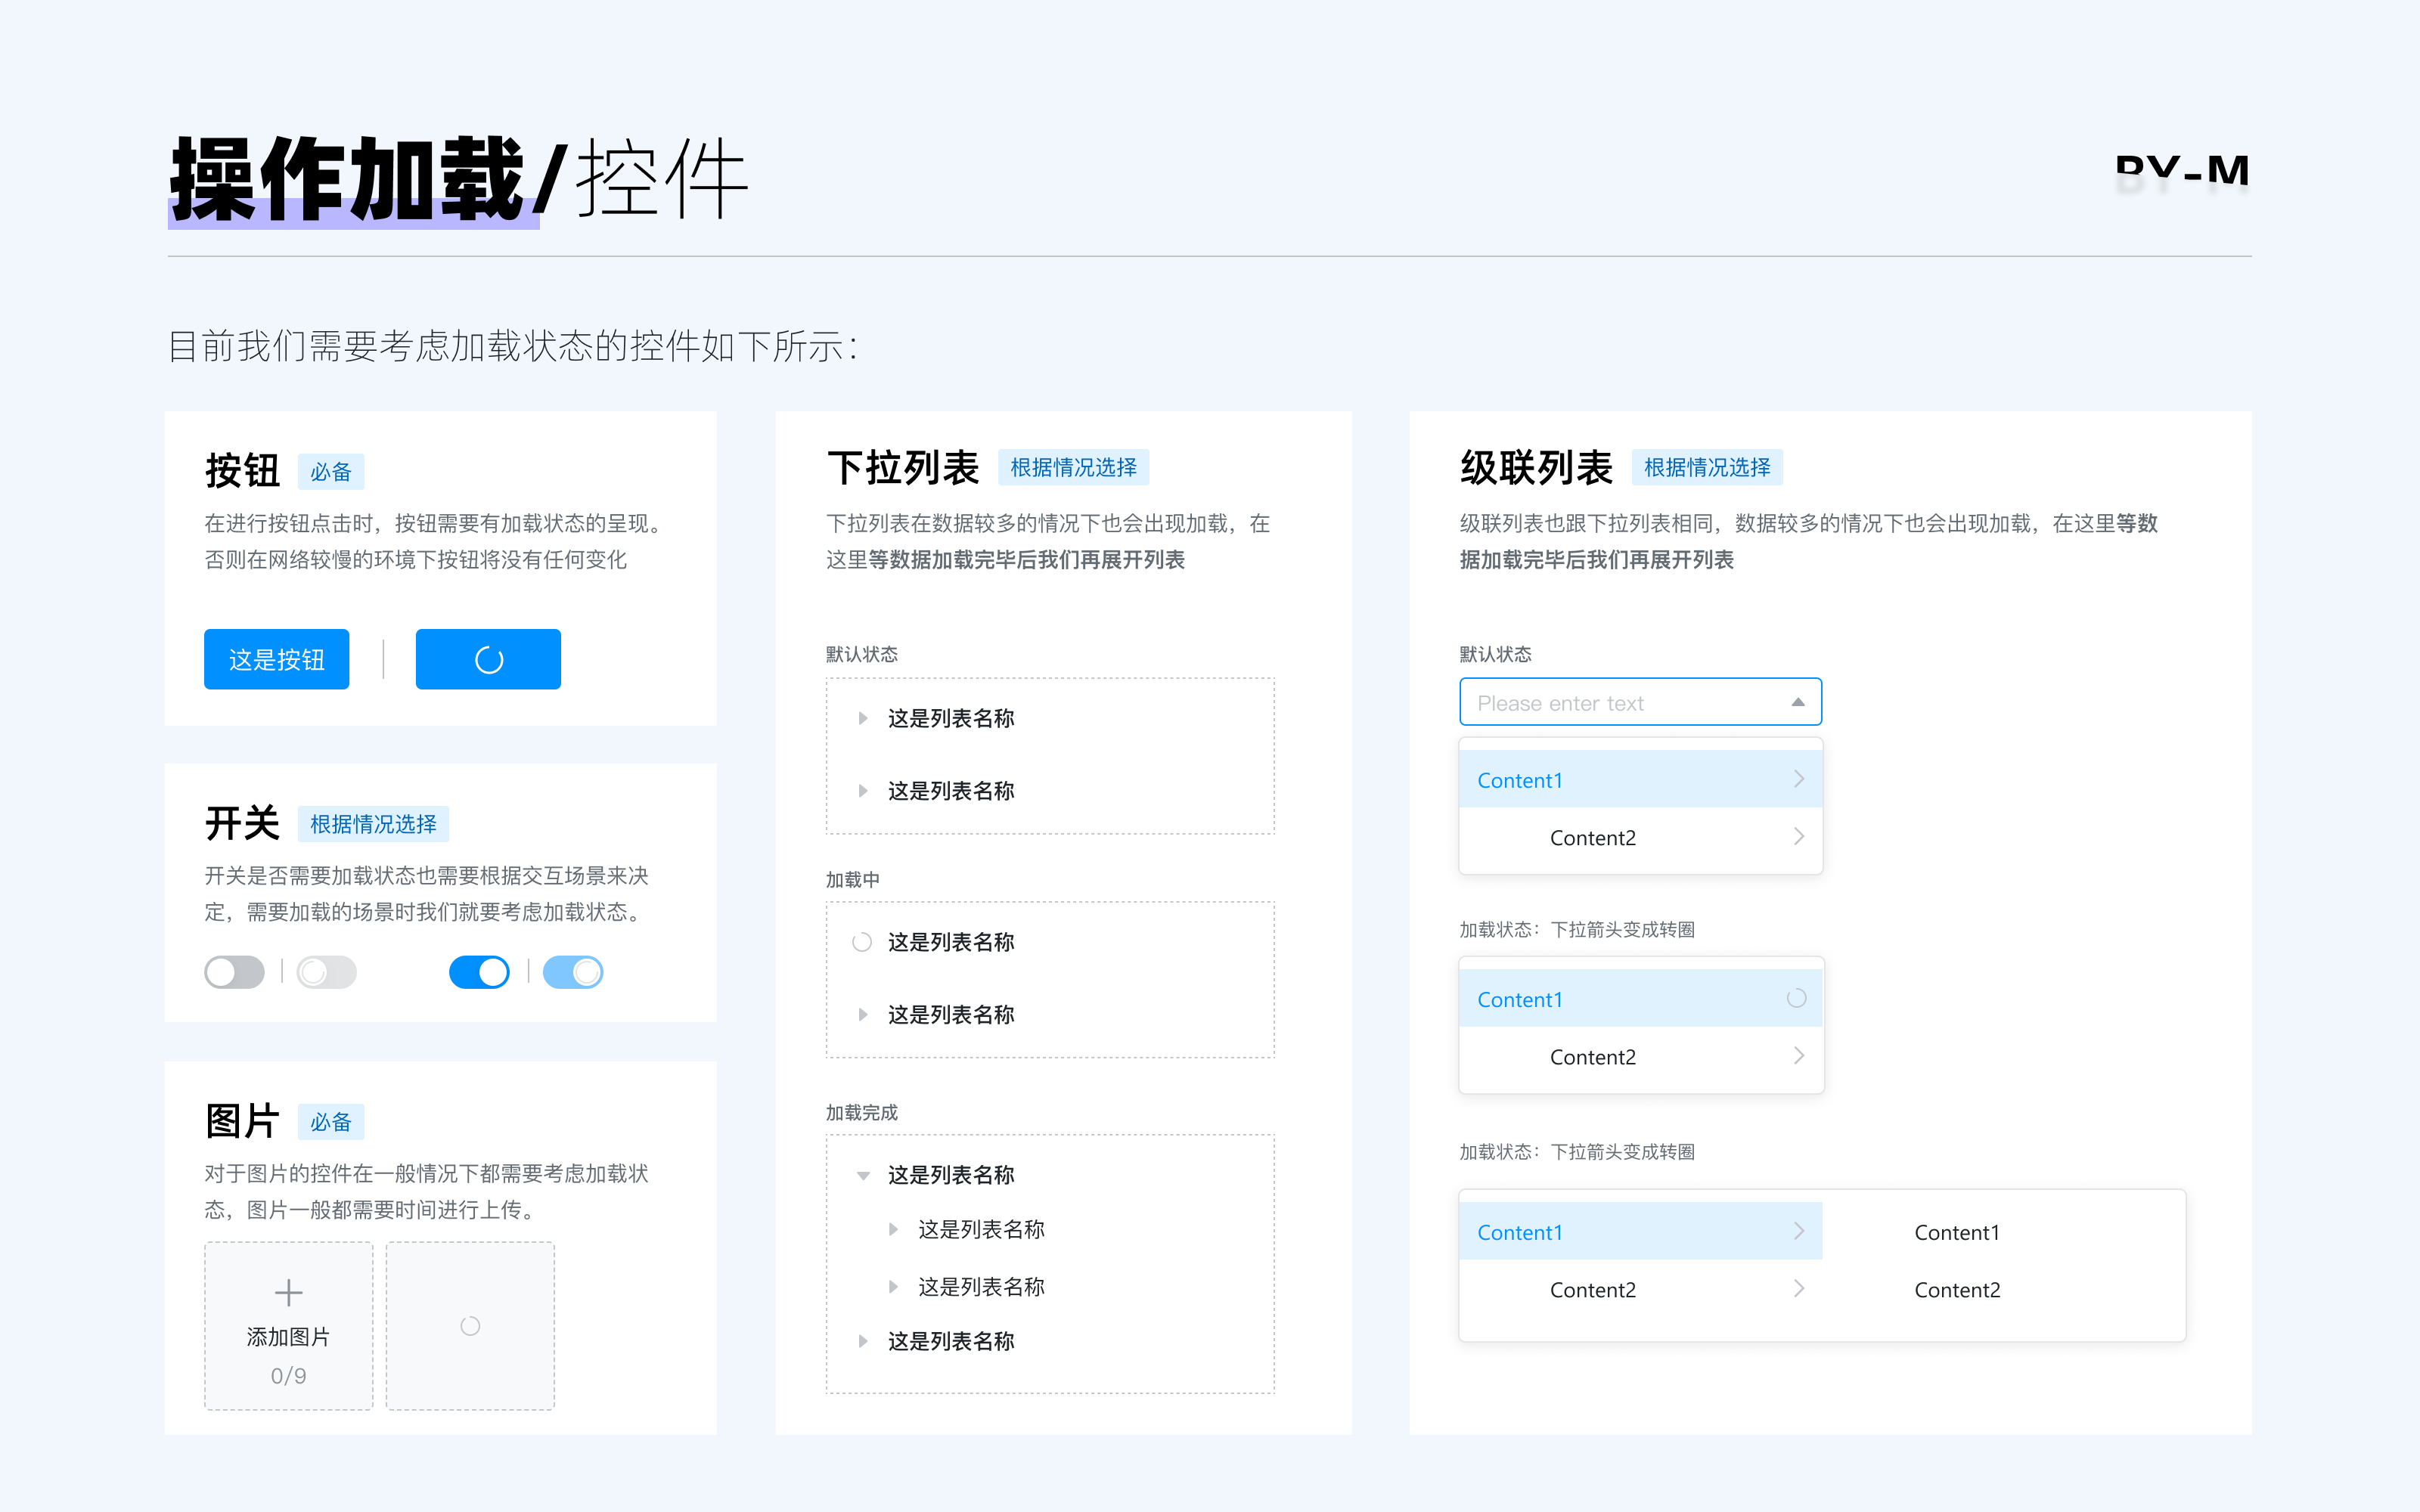 操作加载/控件
BY-M
目前我们需要考虑加载状态的控件如下所示：
按钮 必备
在进行按钮点击时，按钮需要有加载状态的呈现。
否则在网络较慢的环境下按钮将没有任何变化
这是按钮
开关 根据情况选择
开关是否需要加载状态也需要根据交互场景来决
定，需要加载的场景时我们就要考虑加载状态。
图片 必备
对于图片的控件在一般情况下都需要考虑加载状
态，图片一般都需要时间进行上传。
添加图片
0/9
下拉列表 根据情况选择
下拉列表在数据较多的情况下也会出现加载，在
这里等数据加载完毕后我们再展开列表
默认状态
这是列表名称
这是列表名称
加载中
这是列表名称
这是列表名称
加载完成
这是列表名称
这是列表名称
这是列表名称
这是列表名称
级联列表 根据情况选择
级联列表也跟下拉列表相同，数据较多的情况下也会出现加载，在这里等数
据加载完毕后我们再展开列表
默认状态
Please enter text
Content1
Content2
加载状态：下拉箭头变成转圈
Content1
Content2
加载状态：下拉箭头变成转圈
Content1 Content1
Content2 Content2